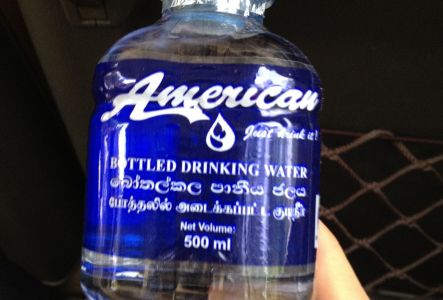 American
Just drink it!
BOTTLED DRINKING WATER
බෝතල්කල පානීය ජලය
போத்தலில் அடைக்கப்பட்ட குடிநீர்
Net Volume:
500 ml